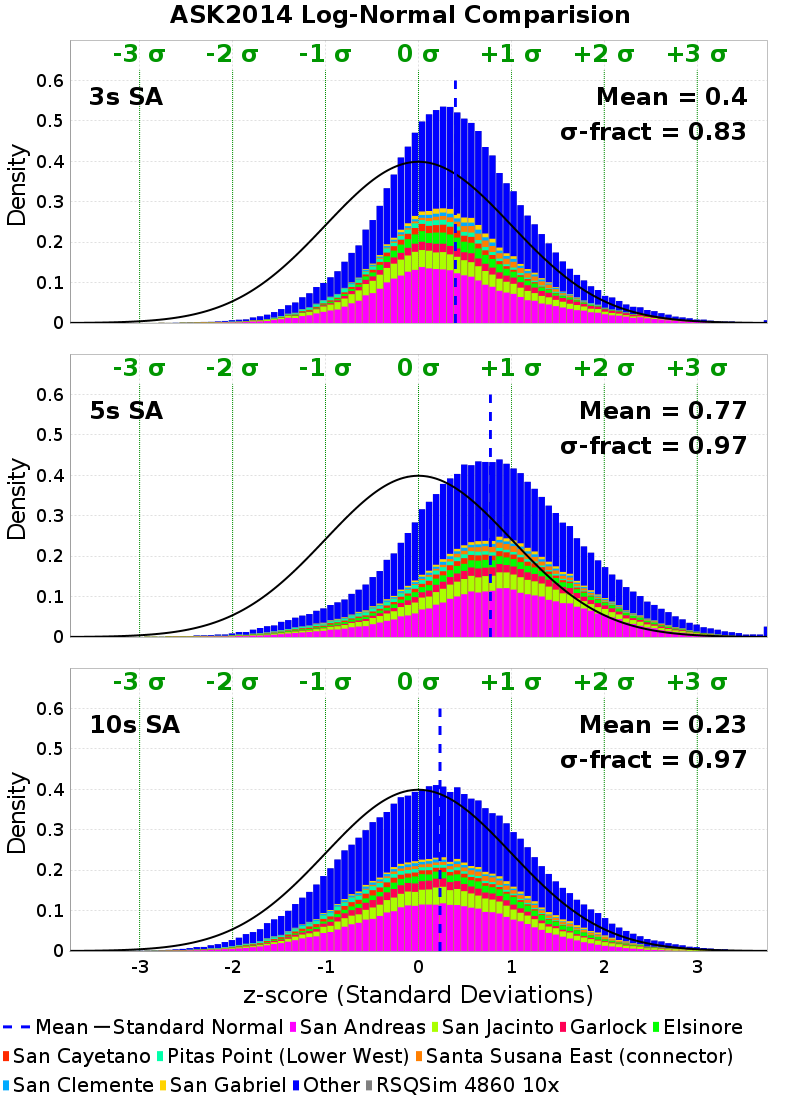 ASK2014 Log-Normal Comparision
-3 σ -2 σ -1 σ 0 σ +1 σ +2 σ +3 σ
3s SA
Mean = 0.4
σ-fract = 0.83
Density
0.6
0.5
0.4
0.3
0.2
0.1
0
-3 σ -2 σ -1 σ 0 σ +1 σ +2 σ +3 σ
5s SA
Mean = 0.77
σ-fract = 0.97
Density
0.6
0.5
0.4
0.3
0.2
0.1
0
-3 σ -2 σ -1 σ 0 σ +1 σ +2 σ +3 σ
10s SA
Mean = 0.23
σ-fract = 0.97
Density
0.6
0.5
0.4
0.3
0.2
0.1
0
-3 -2 -1 0 1 2 3
z-score (Standard Deviations)
Mean Standard Normal San Andreas San Jacinto Garlock Elsinore
San Cayetano Pitas Point (Lower West) Santa Susana East (connector)
San Clemente San Gabriel Other RSQSim 4860 10x